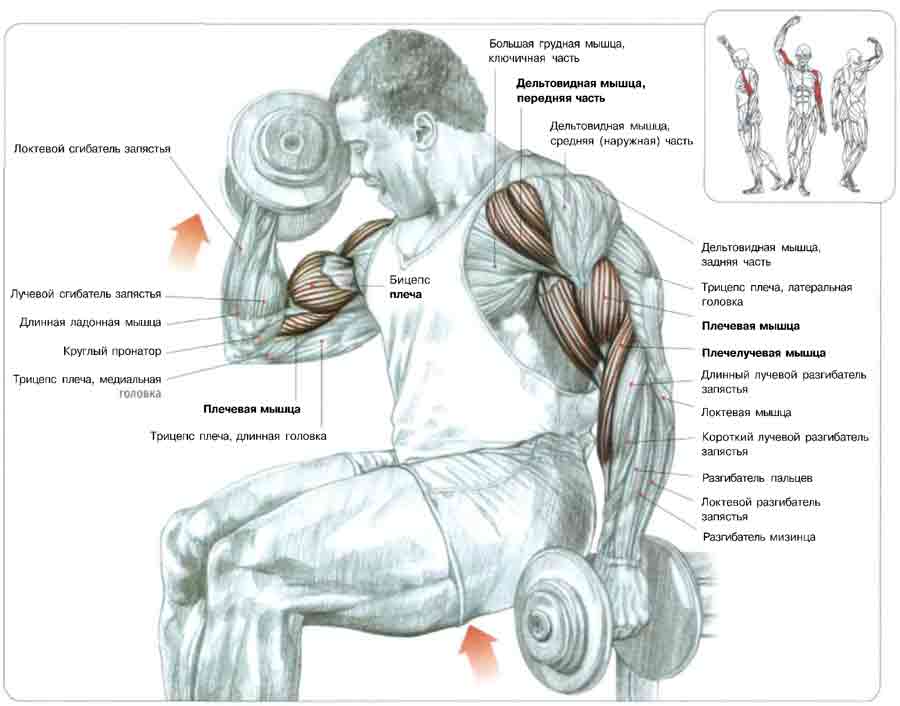 Большая грудная мышца,
ключичная часть
Дельтовидная мышца,
передняя часть
Дельтовидная мышца,
средняя (наружная) часть
Локтевой сгибатель запястья
Лучевой сгибатель запястья
Длинная ладонная мышца
Круглый пронатор
Трицепс плеча, медиальная
головка
Плечевая мышца
Трицепс плеча, длинная головка
Бицепс
плеча
Дельтовидная мышца,
задняя часть
Трицепс плеча, латеральная
головка
Плечевая мышца
Плечелучевая мышца
Длинный лучевой разгибатель
запястья
Локтевая мышца
Короткий лучевой разгибатель
запястья
Разгибатель пальцев
Локтевой разгибатель
запястья
Разгибатель мизинца